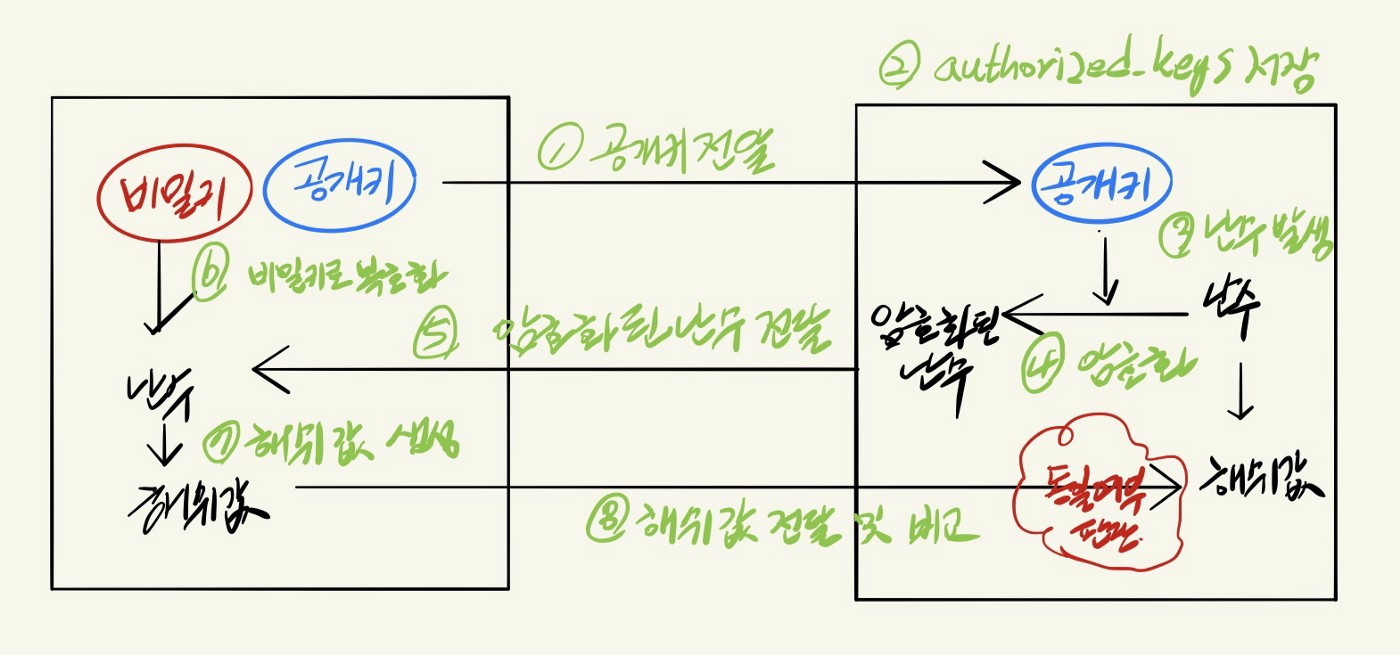 ② authorized_keys 저장
① 공개키 전달
비밀키
공개키
공개키
③ 난수 발생
⑥ 비밀키로 복호화
난수
암호화된
난수
⑤ 암호화 된 난수 전달
④ 암호화
난수
⑦ 해쉬값 생성
해쉬값
해쉬값
동일여부
판단
⑧ 해쉬값 전달 및 비교